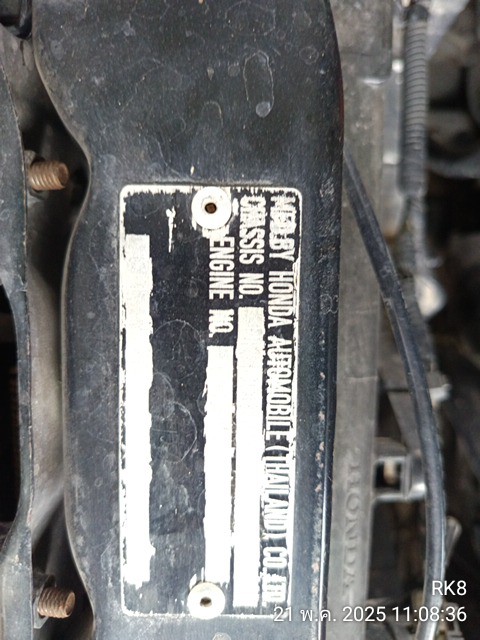 MFD.BY HONDA AUTOMOBILE (THAILAND) CO.,LTD.
CHASSIS NO.
ENGINE NO.
HONDA
RK8
21 พ.ค. 2025 11:08:36